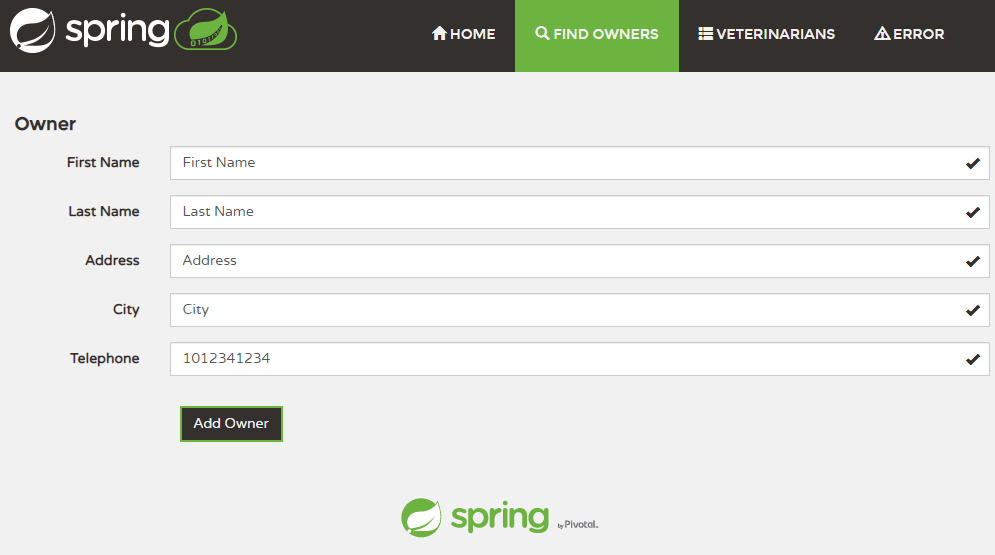 spring
HOME
FIND OWNERS
VETERINARIANS
ERROR
Owner
First Name First Name
Last Name Last Name
Address Address
City City
Telephone 1012341234
Add Owner
spring by Pivotal.